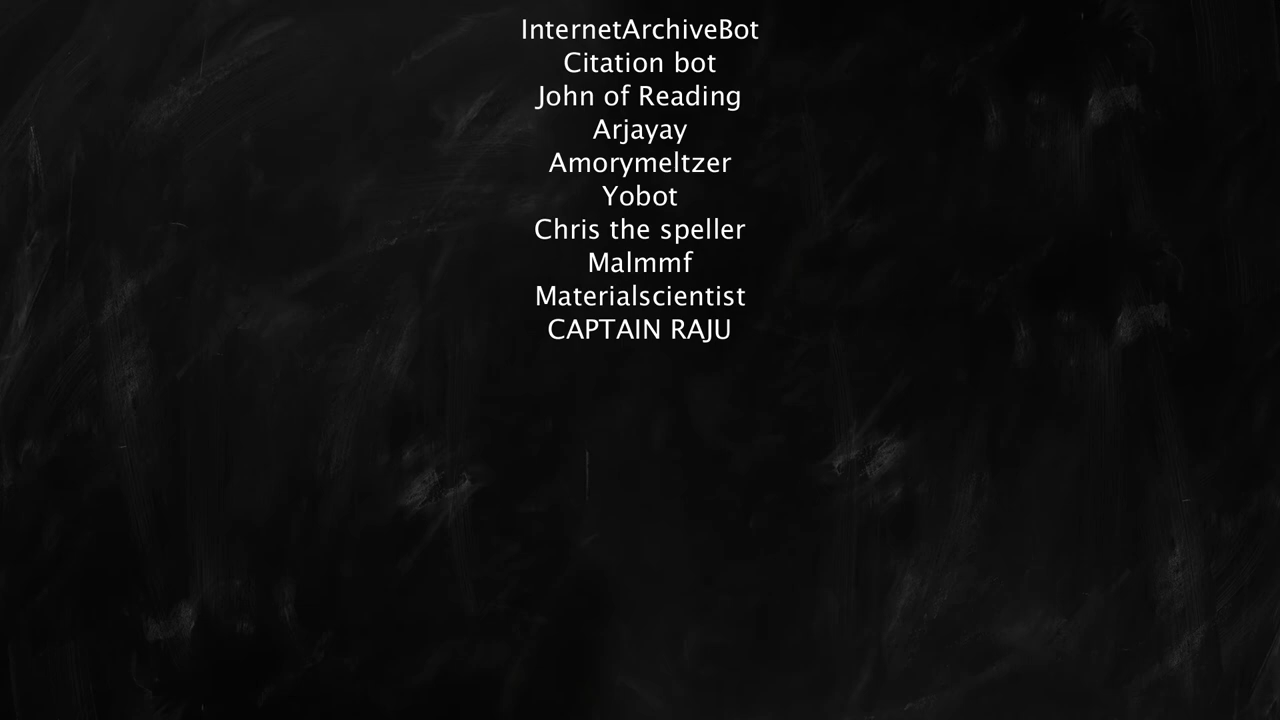 InternetArchiveBot
Citation bot
John of Reading
Arjayay
Amorymeltzer
Yobot
Chris the speller
Malmmf
Materialscientist
CAPTAIN RAJU